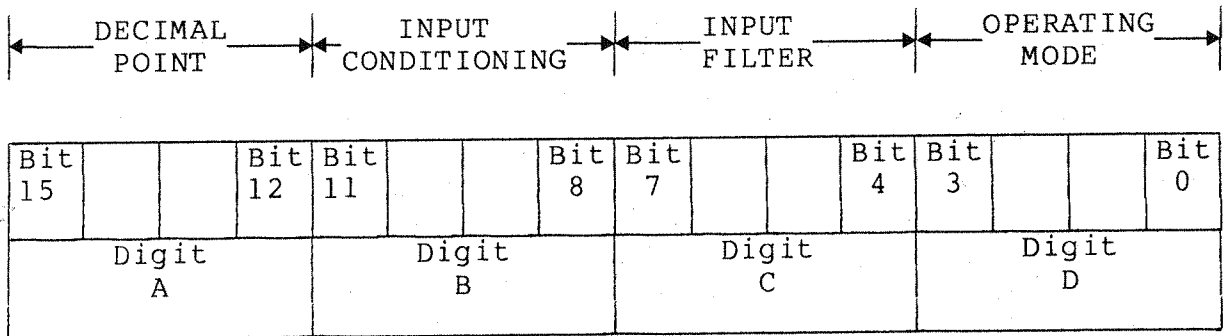 DECIMAL INPUT INPUT OPERATING
POINT CONDITIONING FILTER MODE
Bit Bit Bit Bit Bit Bit Bit Bit
15 12 11 8 7 4 3 0
Digit Digit Digit Digit
A B C D